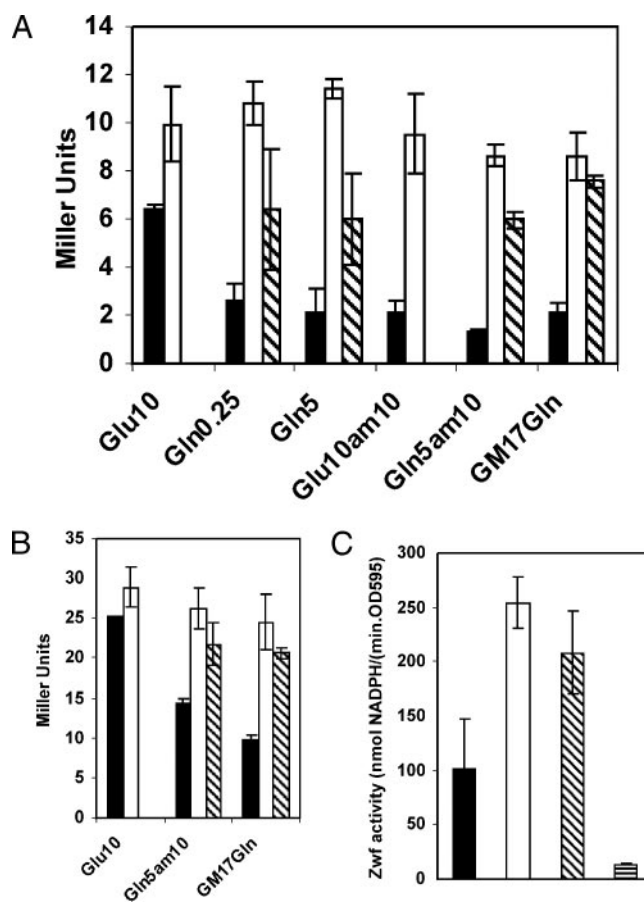 A
14
12
10
8
6
4
2
0
Miller Units
Glu10
Gln0.25
Gln5
Glu10am10
Gln5am10
GM17Gln
B
35
30
25
20
15
10
5
0
Miller Units
Glu10
Gln5am10
GM17Gln
C
300
250
200
150
100
50
0
Zwf activity (nmol NADPH/(min.OD595)